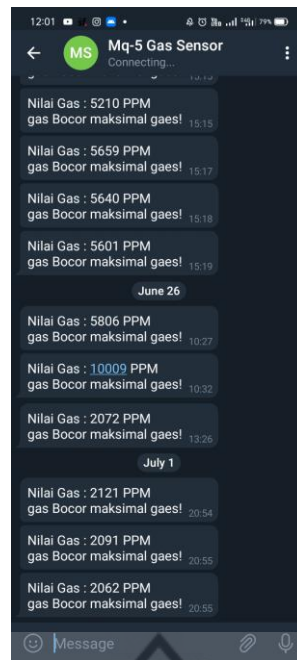 12:01
79%
MS
Mq-5 Gas Sensor
Connecting...
15:15
Nilai Gas : 5210 PPM
gas Bocor maksimal gaes! 15:15
Nilai Gas : 5659 PPM
gas Bocor maksimal gaes! 15:17
Nilai Gas : 5640 PPM
gas Bocor maksimal gaes! 15:18
Nilai Gas : 5601 PPM
gas Bocor maksimal gaes! 15:19
June 26
Nilai Gas : 5806 PPM
gas Bocor maksimal gaes! 10:27
Nilai Gas : 10009 PPM
gas Bocor maksimal gaes! 10:32
Nilai Gas : 2072 PPM
gas Bocor maksimal gaes! 13:26
July 1
Nilai Gas : 2121 PPM
gas Bocor maksimal gaes! 20:54
Nilai Gas : 2091 PPM
gas Bocor maksimal gaes! 20:55
Nilai Gas : 2062 PPM
gas Bocor maksimal gaes! 20:55
Message